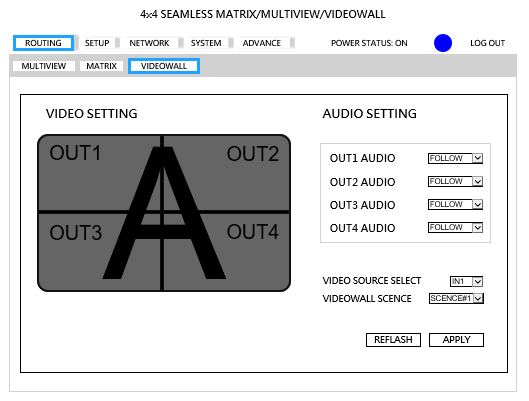 4x4 SEAMLESS MATRIX/MULTIVIEW/VIDEOWALL
ROUTING SETUP NETWORK SYSTEM ADVANCE POWER STATUS: ON LOG OUT
MULTIVIEW MATRIX VIDEOWALL
VIDEO SETTING
OUT1 OUT2
A
OUT3 OUT4
AUDIO SETTING
OUT1 AUDIO FOLLOW
OUT2 AUDIO FOLLOW
OUT3 AUDIO FOLLOW
OUT4 AUDIO FOLLOW
VIDEO SOURCE SELECT IN1
VIDEOWALL SCENCE SCENCE#1
REFLASH APPLY